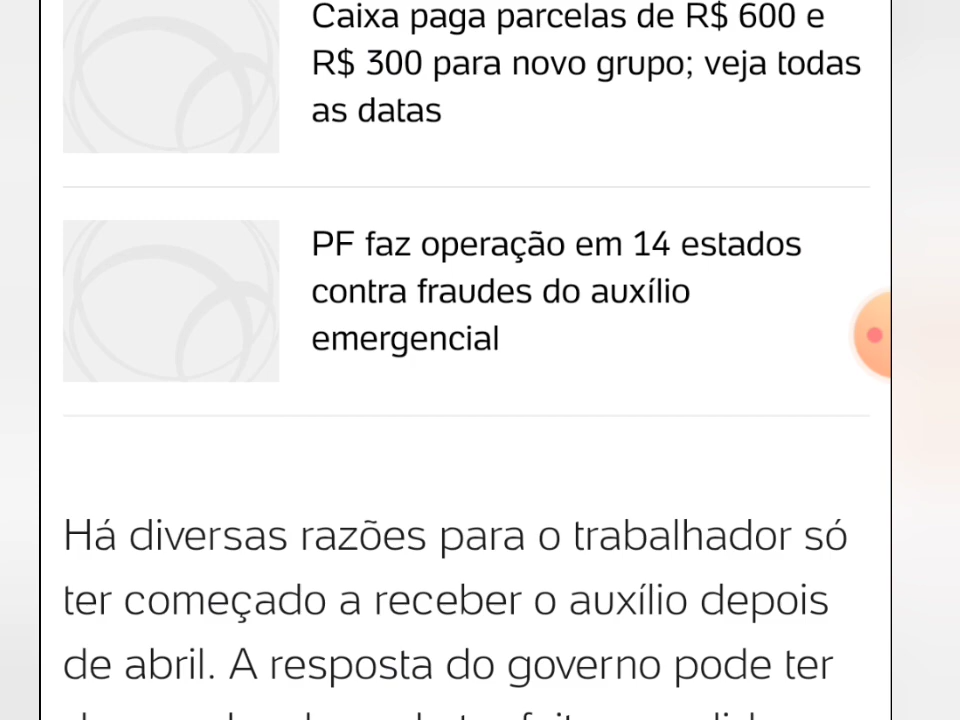 Caixa paga parcelas de R$ 600 e
R$ 300 para novo grupo; veja todas
as datas
PF faz operação em 14 estados
contra fraudes do auxílio
emergencial
Há diversas razões para o trabalhador só
ter começado a receber o auxílio depois
de abril. A resposta do governo pode ter